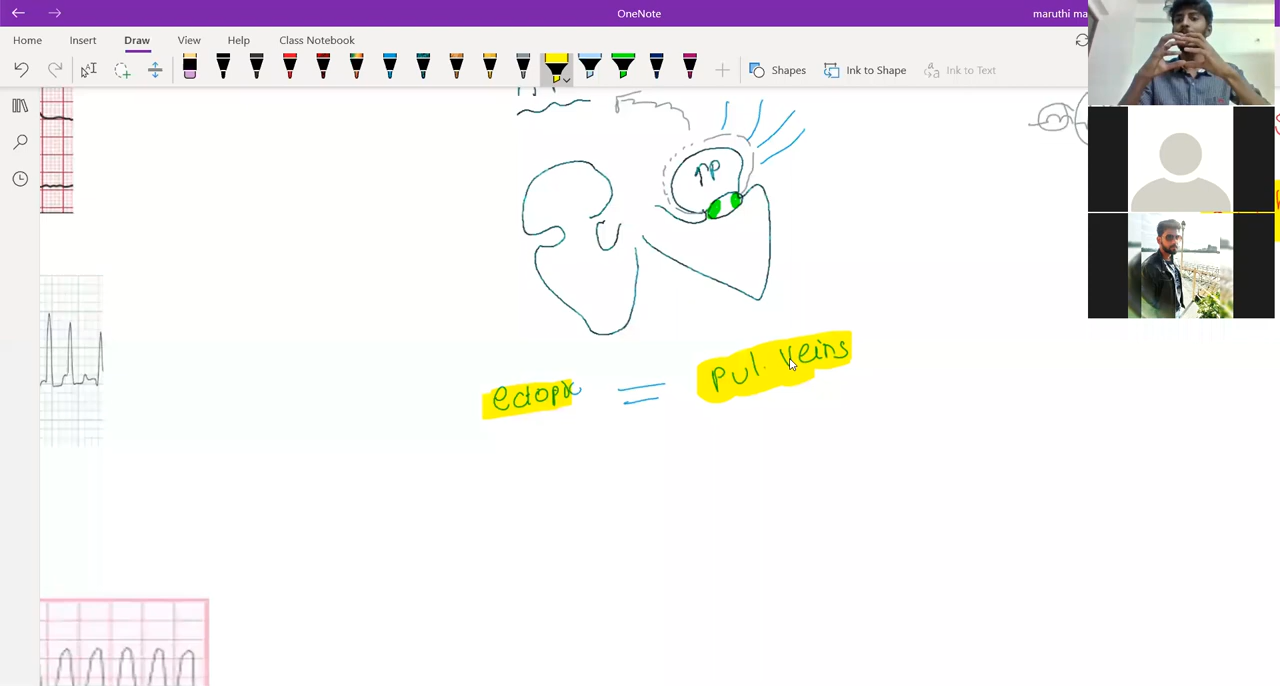 OneNote
maruthi ma
Home Insert Draw View Help Class Notebook
Shapes Ink to Shape Ink to Text
ectopic = pul. veins